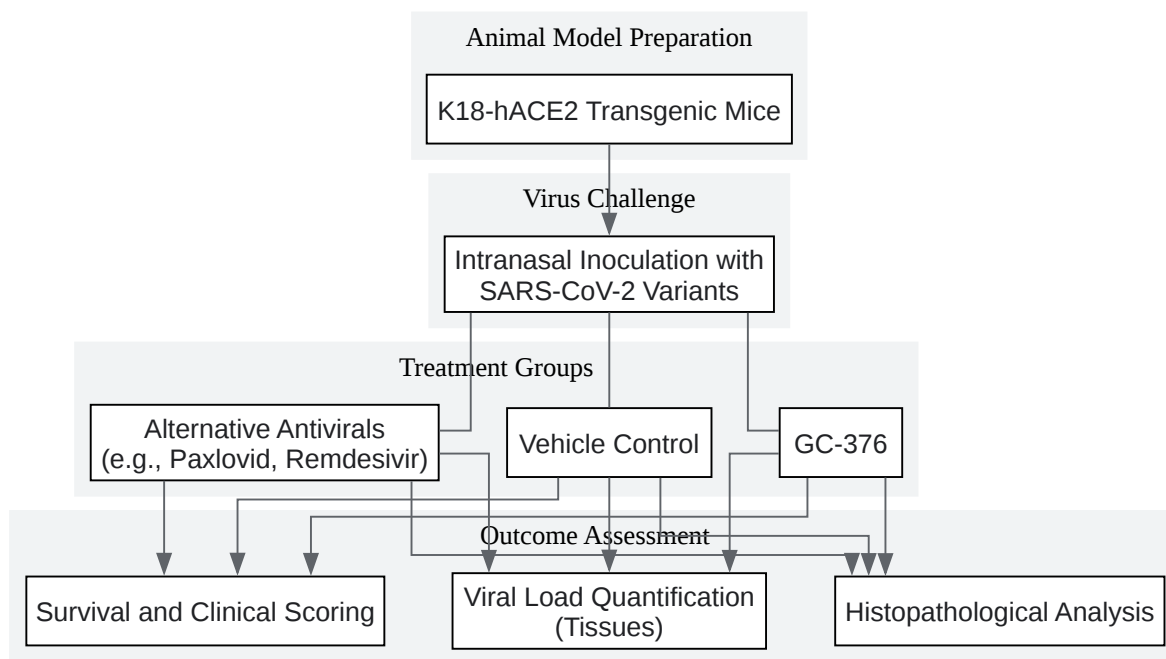 Animal Model Preparation
K18-hACE2 Transgenic Mice
Virus Challenge
Intranasal Inoculation with
SARS-CoV-2 Variants
Treatment Groups
Alternative Antivirals
(e.g., Paxlovid, Remdesivir)
Vehicle Control
GC-376
Outcome Assessment
Survival and Clinical Scoring
Viral Load Quantification
(Tissues)
Histopathological Analysis